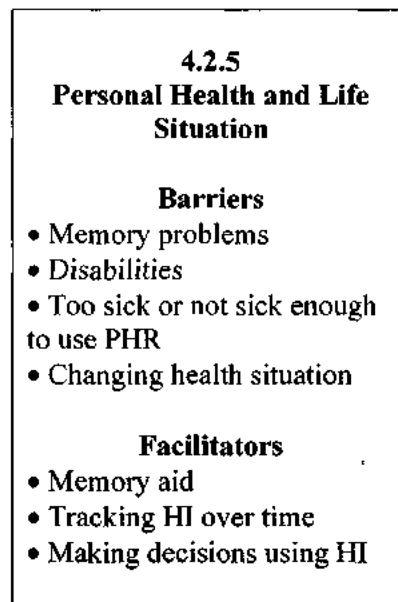 4.2.5
Personal Health and Life
Situation
Barriers
• Memory problems
• Disabilities
• Too sick or not sick enough
to use PHR
• Changing health situation
Facilitators
• Memory aid
• Tracking HI over time
• Making decisions using HI